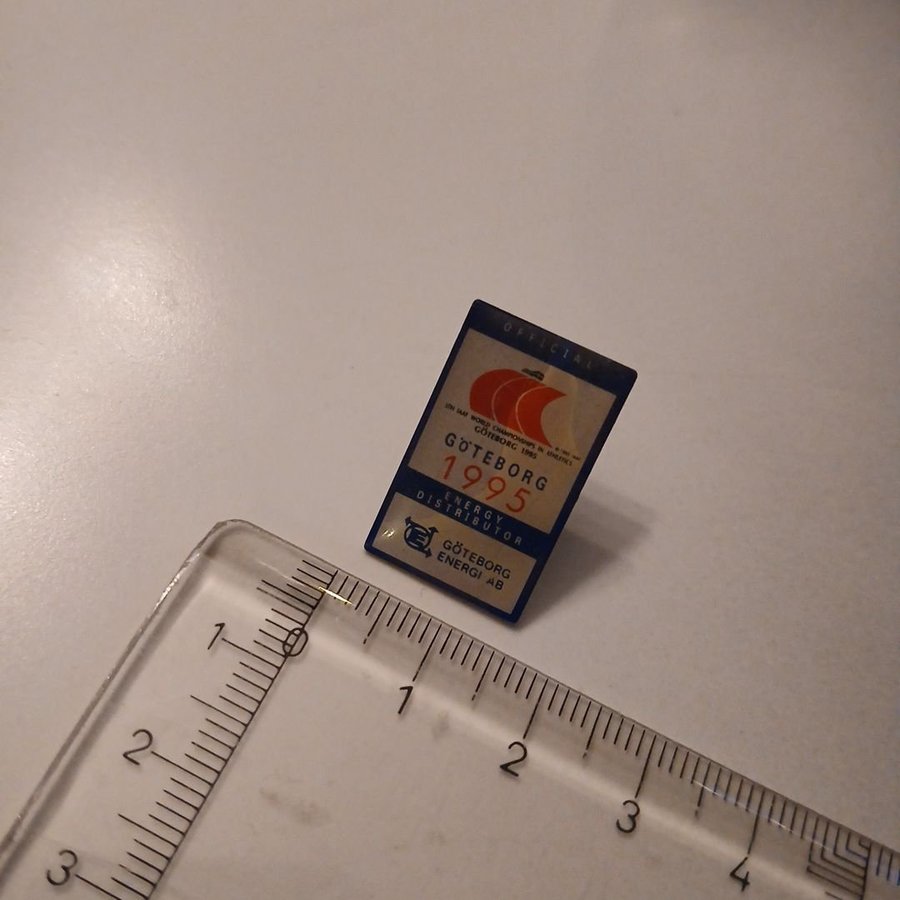 OFFICIAL
5TH IAAF WORLD CHAMPIONSHIPS IN ATHLETICS
GÖTEBORG 1995
GÖTEBORG
1995
ENERGY
DISTRIBUTOR
GÖTEBORG
ENERGI AB
0
1
2
3
4
1
2
3